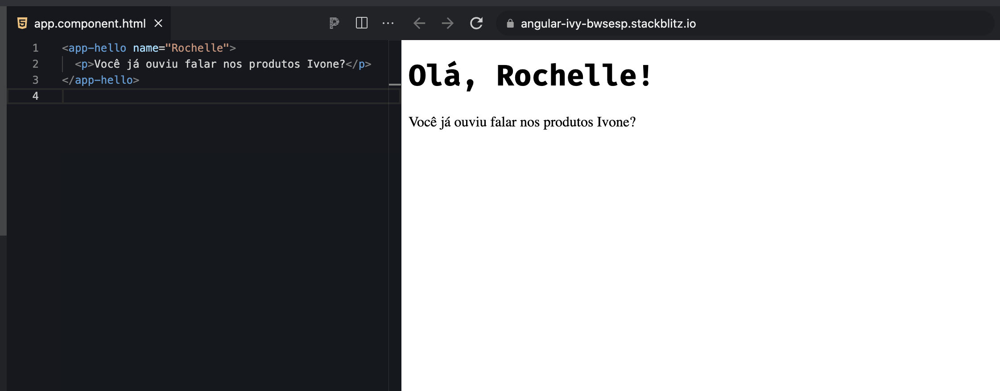 app.component.html
angular-ivy-bwsesp.stackblitz.io
1 <app-hello name="Rochelle">
2 <p>Você já ouviu falar nos produtos Ivone?</p>
3 </app-hello>
4
Olá, Rochelle!
Você já ouviu falar nos produtos Ivone?